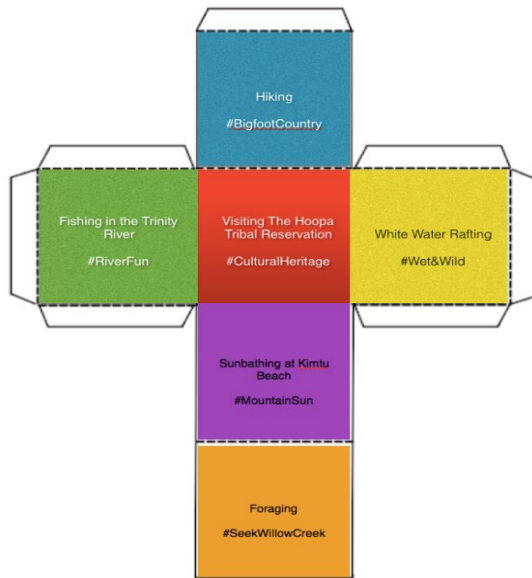 Hiking
#BigfootCountry
Fishing in the Trinity
River
#RiverFun
Visiting The Hoopa
Tribal Reservation
#CulturalHeritage
White Water Rafting
#Wet&Wild
Sunbathing at Kimtu
Beach
#MountainSun
Foraging
#SeekWillowCreek